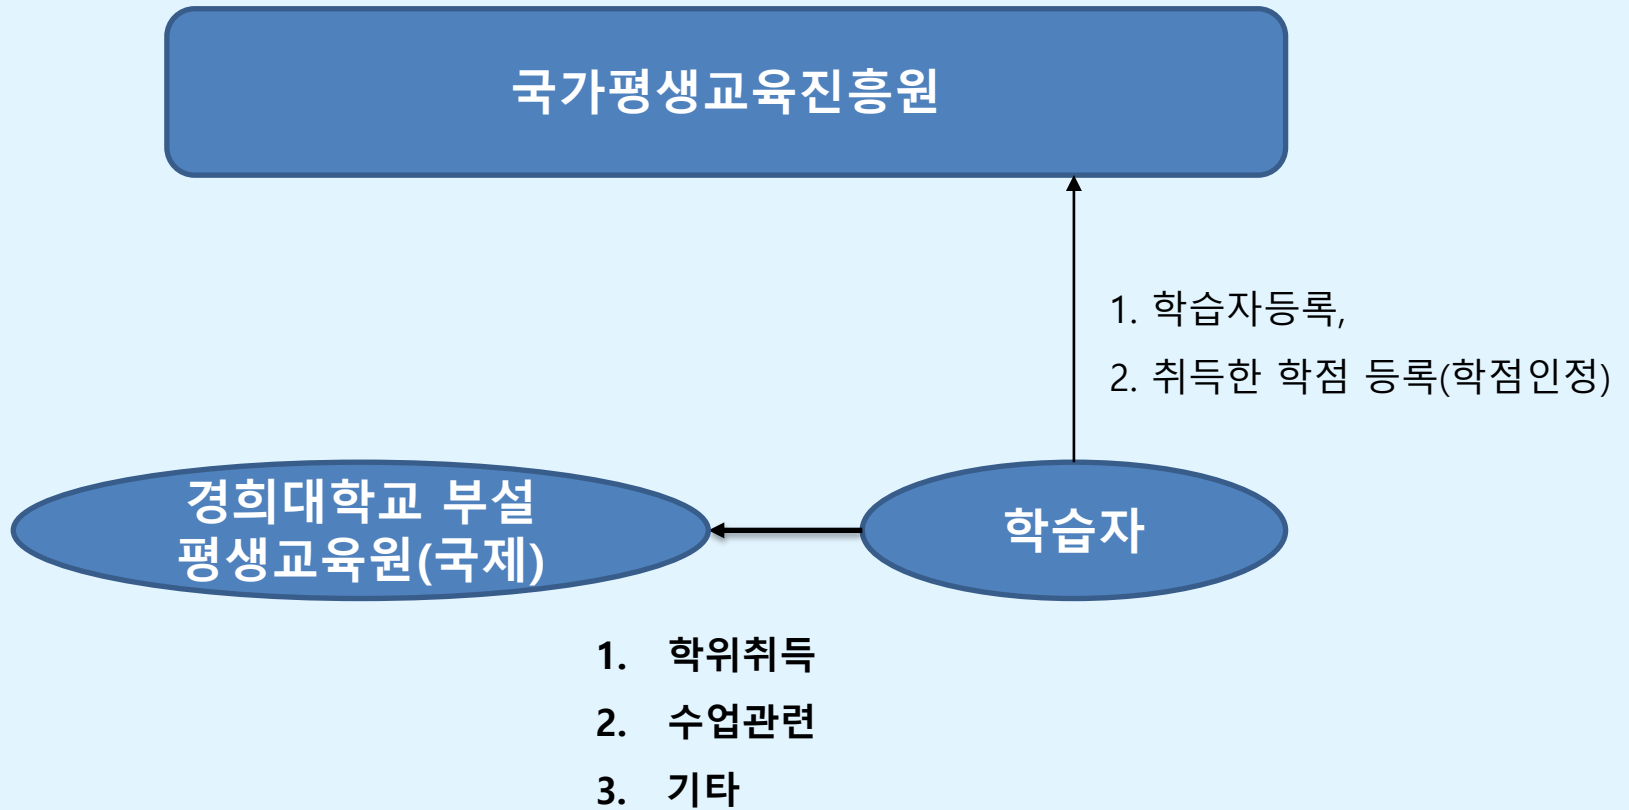 국가평생교육진흥원
1. 학습자등록,
2. 취득한 학점 등록(학점인정)
경희대학교 부설
평생교육원(국제)
학습자
1. 학위취득
2. 수업관련
3. 기타